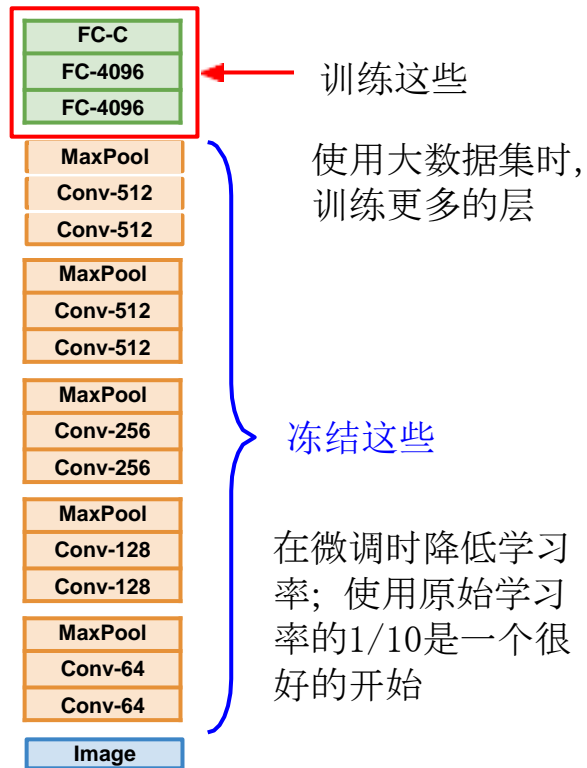 FC-C
FC-4096
FC-4096
训练这些
MaxPool
Conv-512
Conv-512
使用大数据集时,
训练更多的层
MaxPool
Conv-512
Conv-512
MaxPool
Conv-256
Conv-256
冻结这些
MaxPool
Conv-128
Conv-128
MaxPool
Conv-64
Conv-64
在微调时降低学习
率; 使用原始学习
率的1/10是一个很
好的开始
Image